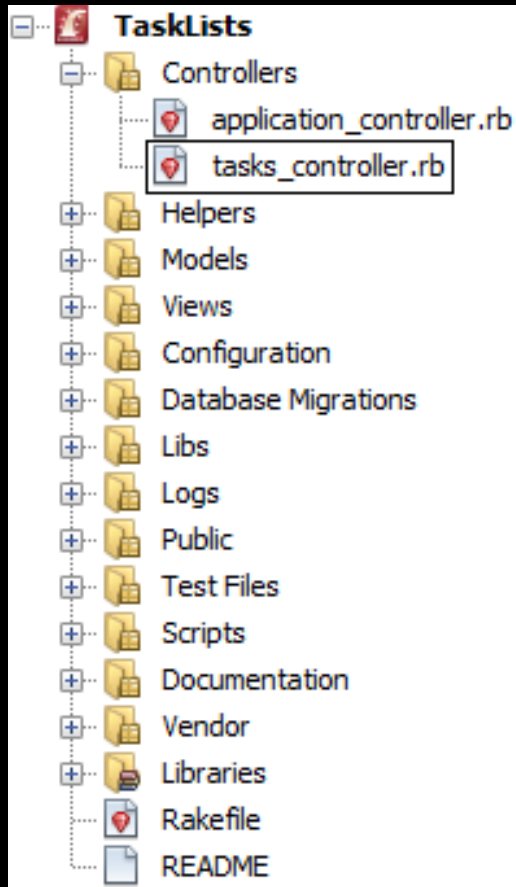 TaskLists
Controllers
application_controller.rb
tasks_controller.rb
Helpers
Models
Views
Configuration
Database Migrations
Libs
Logs
Public
Test Files
Scripts
Documentation
Vendor
Libraries
Rakefile
README